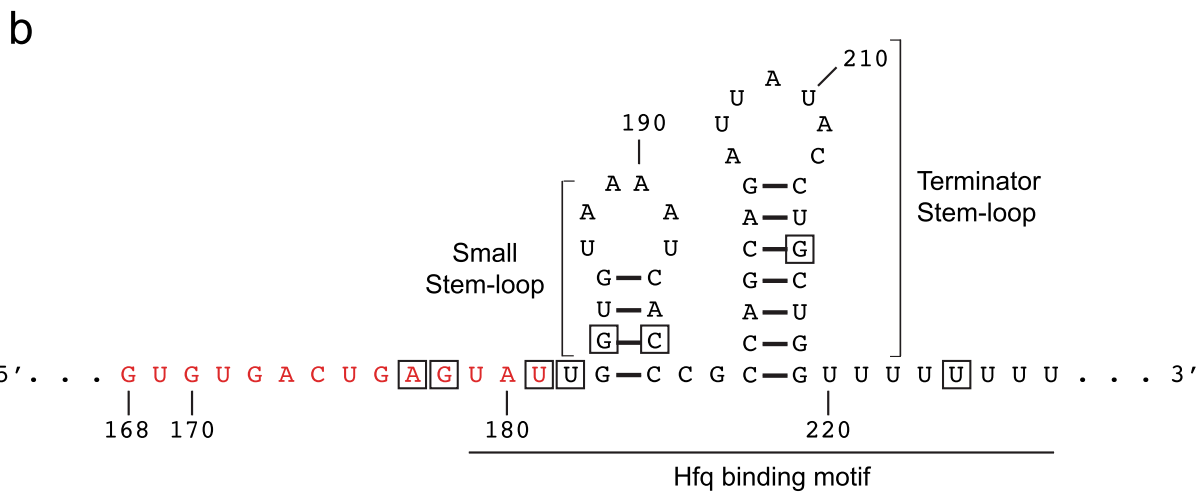 b
A
210
U
U
U
A
190
A
C
A A
G C
Terminator
Stem-loop
A
A
A U
Small
Stem-loop
U
U
C G
G C
G C
U A
A U
G C
C G
5’. . . G U G U G A C U G A G U A U U G C C G C G U U U U U U U U . . . 3’
168 170 180 220
Hfq binding motif